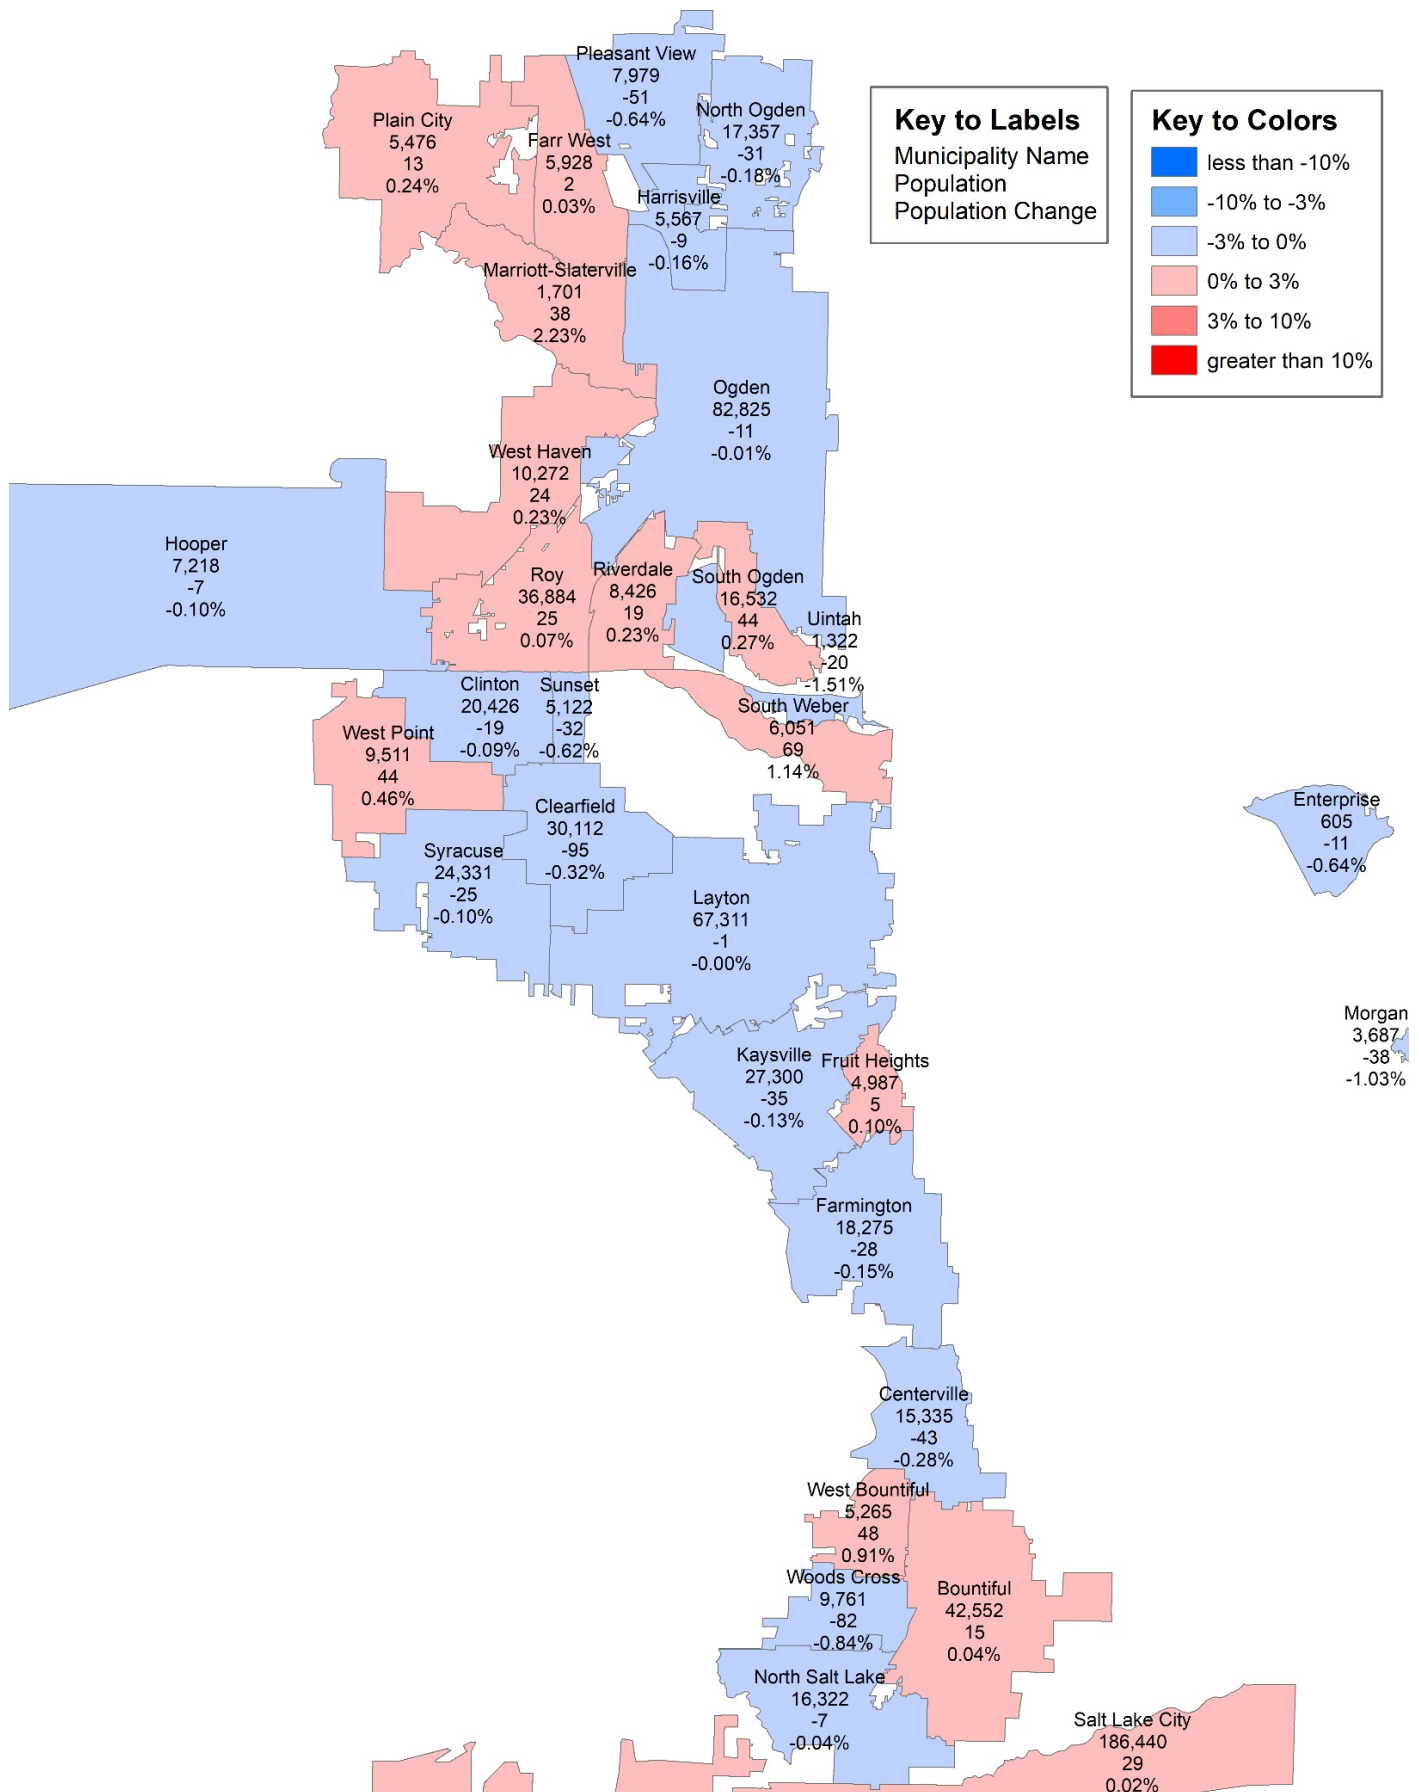 Pleasant View
7,979
-51
-0.64%
North Ogden
17,357
-31
-0.18%
Key to Labels
Municipality Name
Population
Population Change
Key to Colors
less than -10%
-10% to -3%
-3% to 0%
0% to 3%
3% to 10%
greater than 10%
Plain City
5,476
13
0.24%
Farr West
5,928
2
0.03%
Harrisville
5,567
-9
-0.16%
Marriott-Slaterville
1,701
38
2.23%
Ogden
82,825
-11
-0.01%
West Haven
10,272
24
0.23%
Hooper
7,218
-7
-0.10%
Roy
36,884
25
0.07%
Riverdale
8,426
19
0.23%
South Ogden
16,532
44
0.27%
Uintah
1,322
-20
-1.51%
Clinton
20,426
-19
-0.09%
Sunset
5,122
-32
-0.62%
South Weber
6,051
69
1.14%
West Point
9,511
44
0.46%
Clearfield
30,112
-95
-0.32%
Enterprise
605
-11
-0.64%
Syracuse
24,331
-25
-0.10%
Layton
67,311
-1
-0.00%
Morgan
3,687
-38
-1.03%
Kaysville
27,300
-35
-0.13%
Fruit Heights
4,987
5
0.10%
Farmington
18,275
-28
-0.15%
Centerville
15,335
-43
-0.28%
West Bountiful
5,265
48
0.91%
Woods Cross
9,761
-82
-0.84%
Bountiful
42,552
15
0.04%
North Salt Lake
16,322
-7
-0.04%
Salt Lake City
186,440
29
0.02%